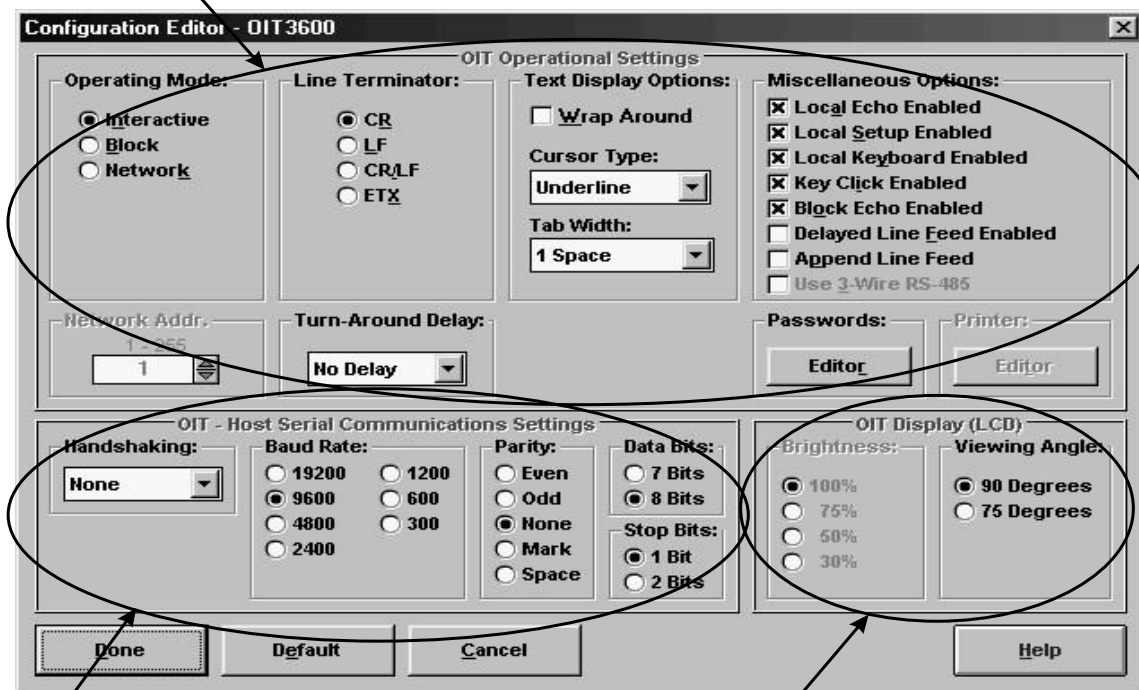 Configuration Editor - OIT3600
OIT Operational Settings
Operating Mode:
Interactive
Block
Network
Line Terminator:
CR
LF
CR/LF
ETX
Text Display Options:
Wrap Around
Cursor Type:
Underline
Tab Width:
1 Space
Miscellaneous Options:
Local Echo Enabled
Local Setup Enabled
Local Keyboard Enabled
Key Click Enabled
Block Echo Enabled
Delayed Line Feed Enabled
Append Line Feed
Use 3-Wire RS-485
Network Addr.
1 - 255
1
Turn-Around Delay:
No Delay
Passwords:
Editor
Printer:
Editor
OIT - Host Serial Communications Settings
Handshaking:
None
Baud Rate:
19200
9600
4800
2400
1200
600
300
Parity:
Even
Odd
None
Mark
Space
Data Bits:
7 Bits
8 Bits
Stop Bits:
1 Bit
2 Bits
OIT Display (LCD)
Brightness:
100%
75%
50%
30%
Viewing Angle:
90 Degrees
75 Degrees
Done
Default
Cancel
Help